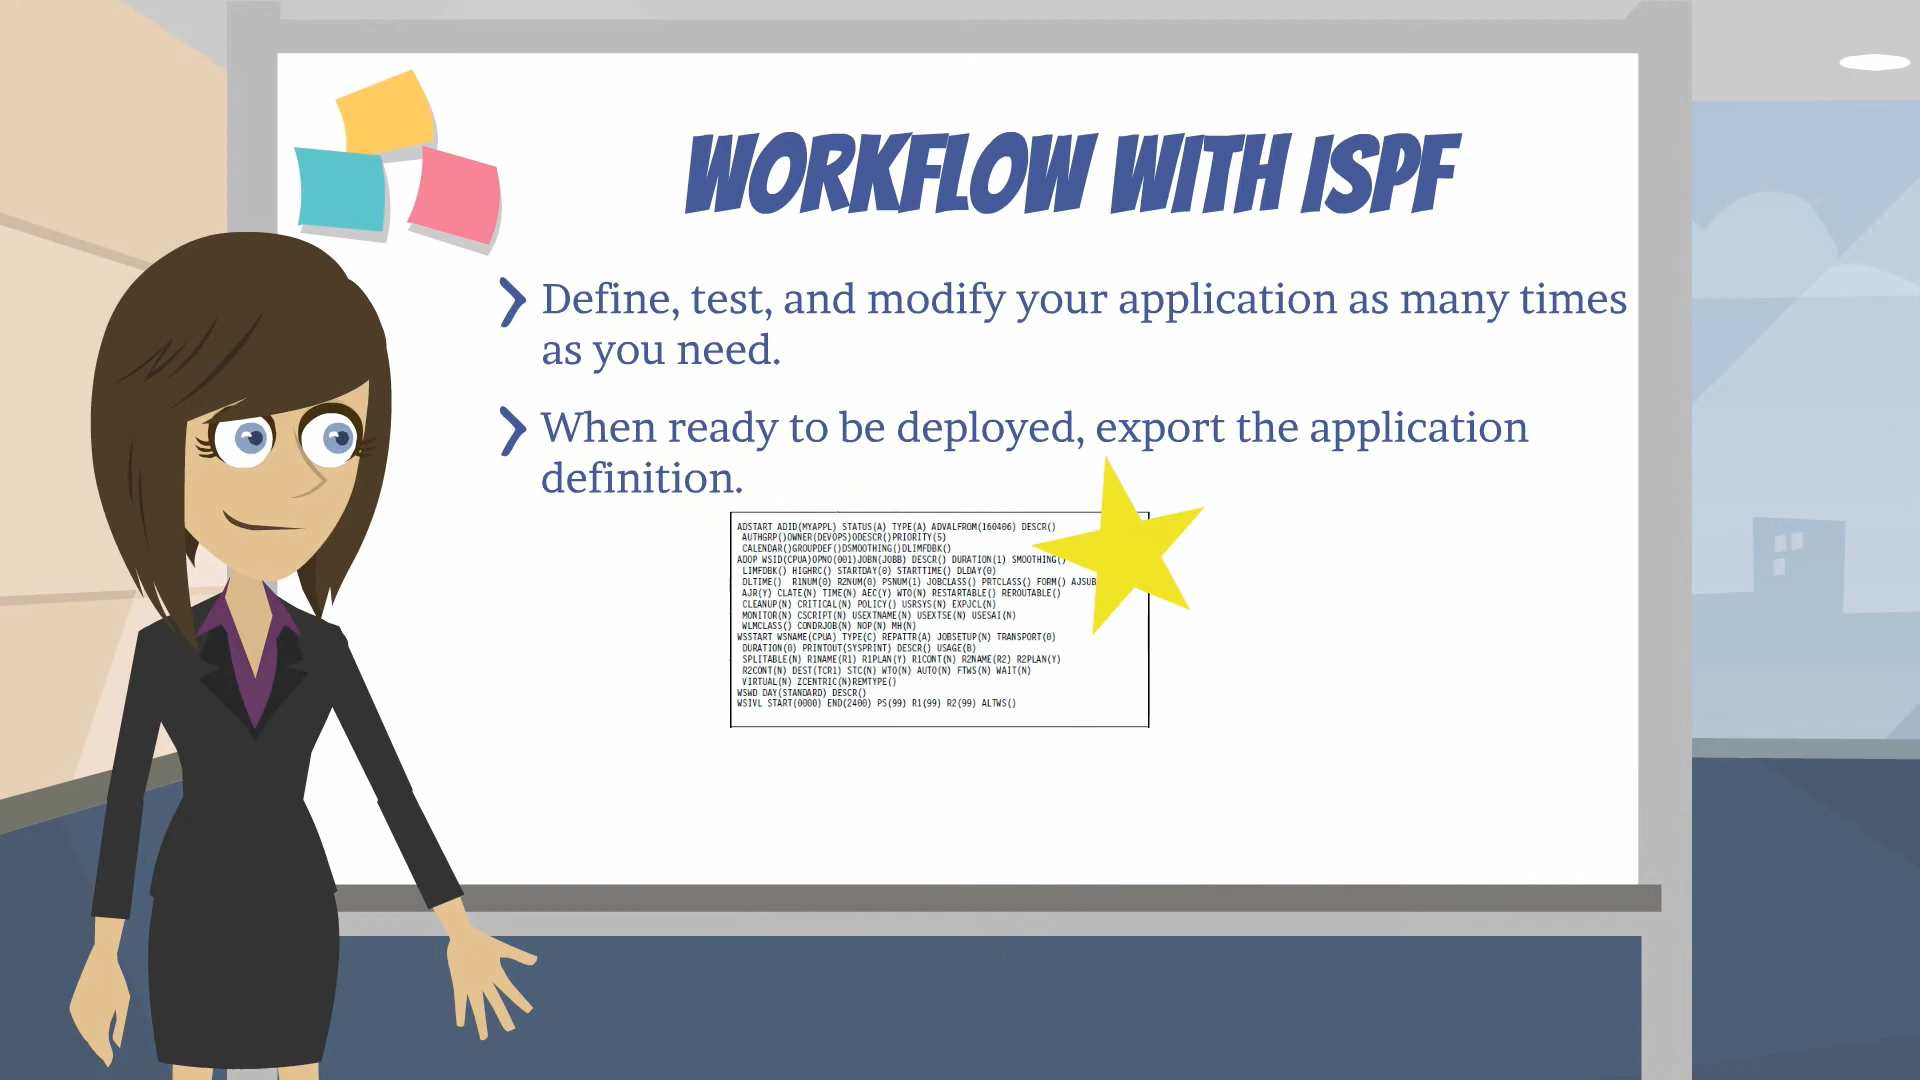 WORKFLOW WITH ISPF
Define, test, and modify your application as many times
as you need.
When ready to be deployed, export the application
definition.
ADSTART ADID(MYAPPL) STATUS(A) TYPE(A) ADVALFROM(160406) DESCR()
AUTHGRP()OWNER(DEVOPS)ODESCR()PRIORITY(5)
CALENDAR()GROUPDEF()DSMOOTHING()DLIMFDBK()
ADOP WSID(CPUA)OPNO(001)JOBN(JOBB) DESCR() DURATION(1) SMOOTHING()
LIMFDBK() HIGHRC() STARTDAY(0) STARTTIME() DLDAY(0)
DLTIME() R1NUM(0) R2NUM(0) PSNUM(1) JOBCLASS() PRTCLASS() FORM() AJSUB
AJR(Y) CLATE(N) TIME(N) AEC(Y) WTO(N) RESTARTABLE() REROUTABLE()
CLEANUP(N) CRITICAL(N) POLICY() USRSYS(N) EXPJCL(N)
MONITOR(N) CSCRIPT(N) USEXTNAME(N) USEXTSE(N) USESAI(N)
WLMCLASS() CONDRJOB(N) NOP(N) MH(N)
WSSTART WSNAME(CPUA) TYPE(C) REPATTR(A) JOBSETUP(N) TRANSPORT(0)
DURATION(0) PRINTOUT(SYSPRINT) DESCR() USAGE(B)
SPLITABLE(N) R1NAME(R1) R1PLAN(Y) R1CONT(N) R2NAME(R2) R2PLAN(Y)
R2CONT(N) DEST(TCR1) STC(N) WTO(N) AUTO(N) FTWS(N) WAIT(N)
VIRTUAL(N) ZCENTRIC(N)REMTYPE()
WSWD DAY(STANDARD) DESCR()
WSIVL START(0000) END(2400) PS(99) R1(99) R2(99) ALTWS()